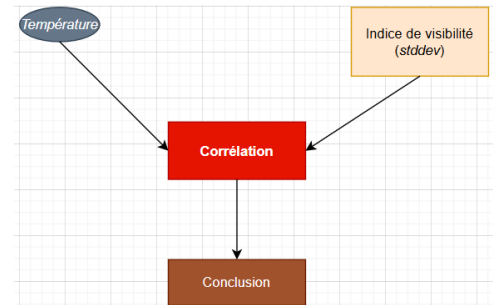 Température
Indice de visibilité
(stddev)
Corrélation
Conclusion